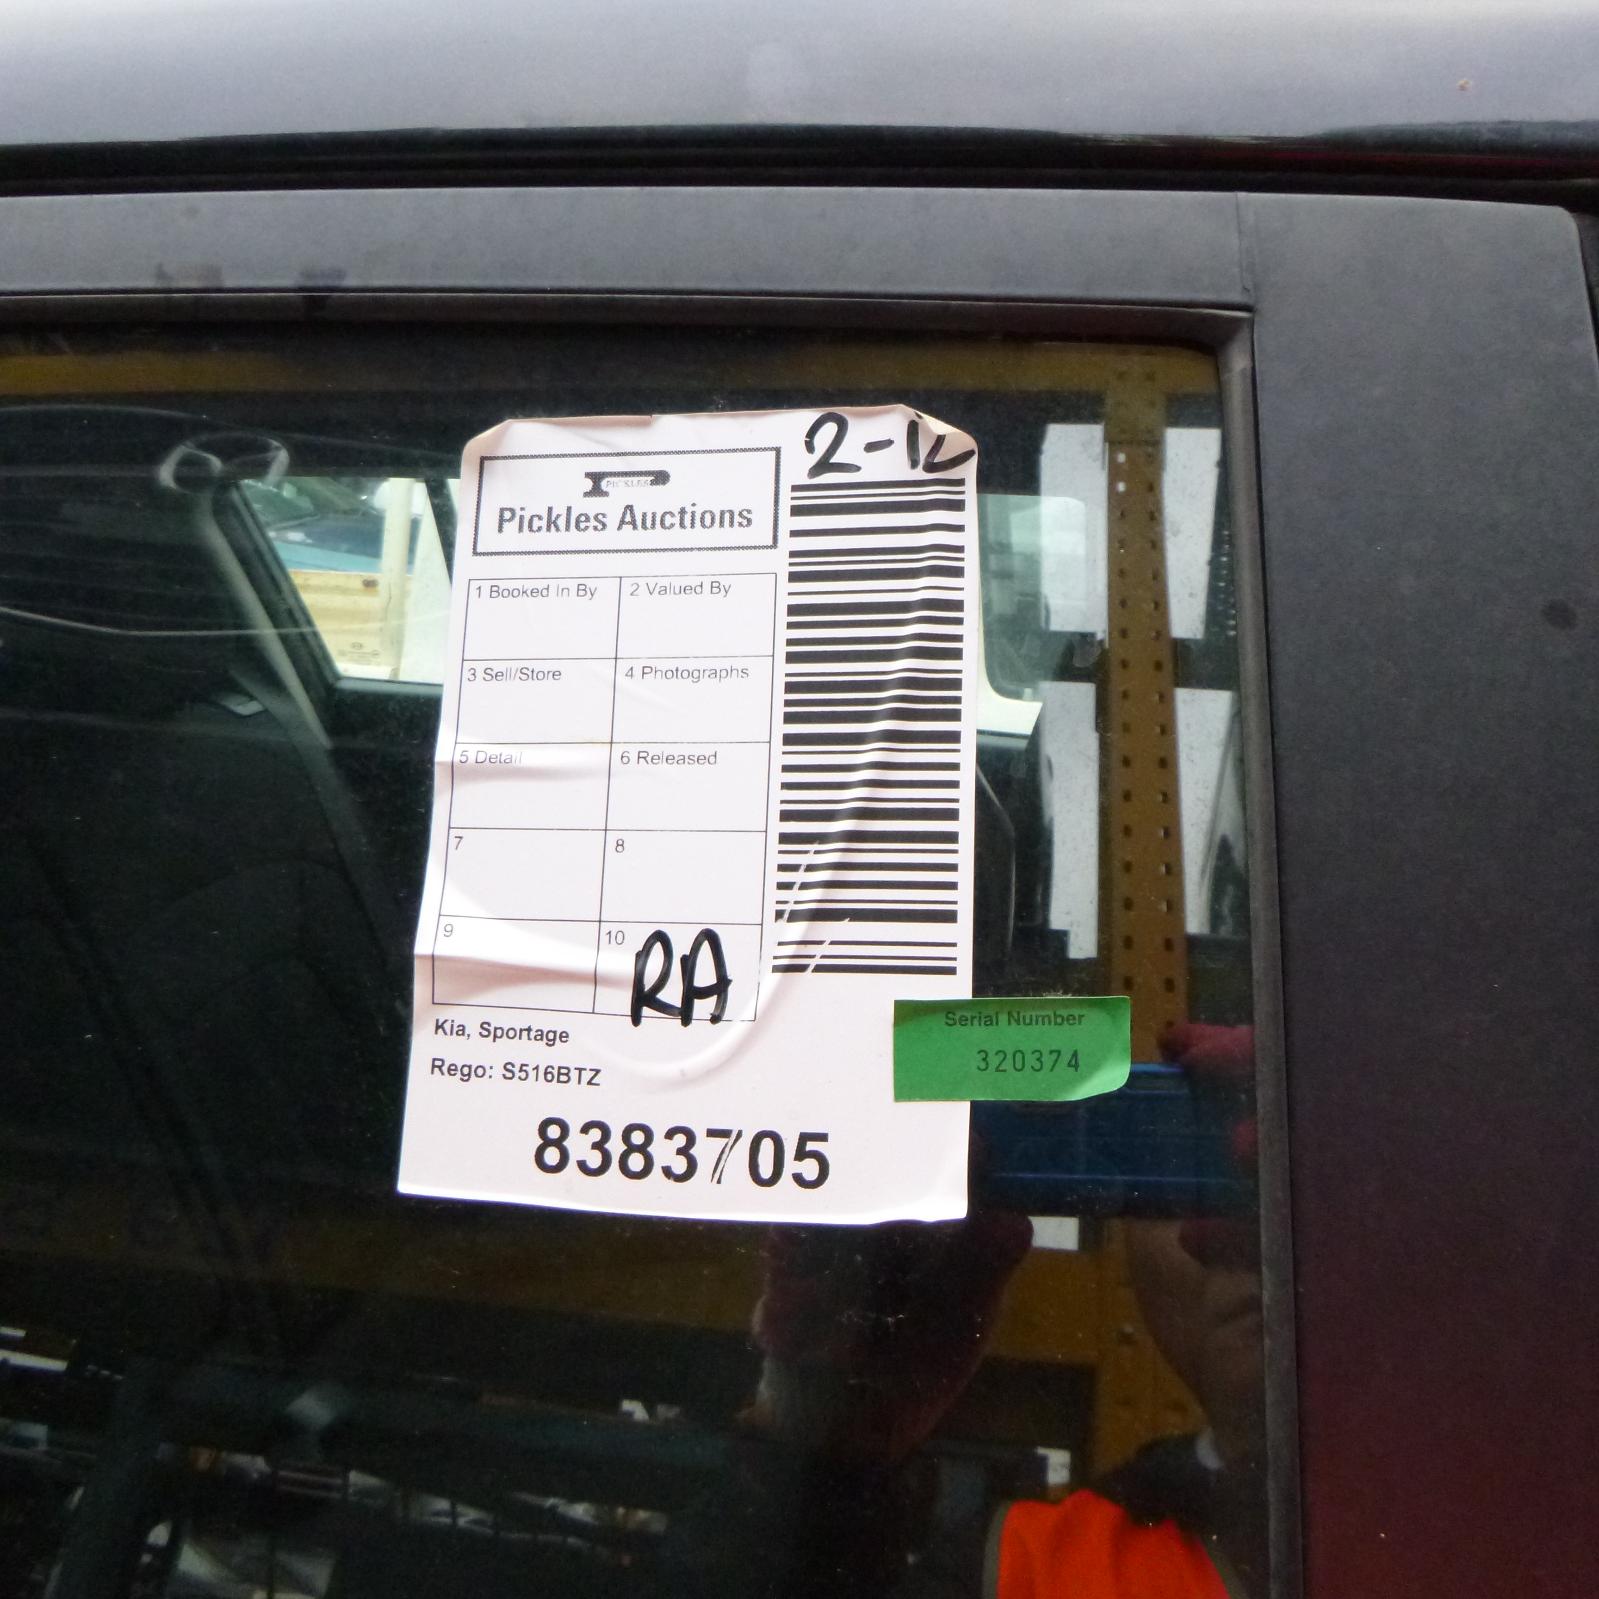 2-12
PICKLES
Pickles Auctions
1 Booked In By
2 Valued By
3 Sell/Store
4 Photographs
5 Detail
6 Released
7
8
9
10
RA
Kia, Sportage
Rego: S516BTZ
8383705
Serial Number
320374